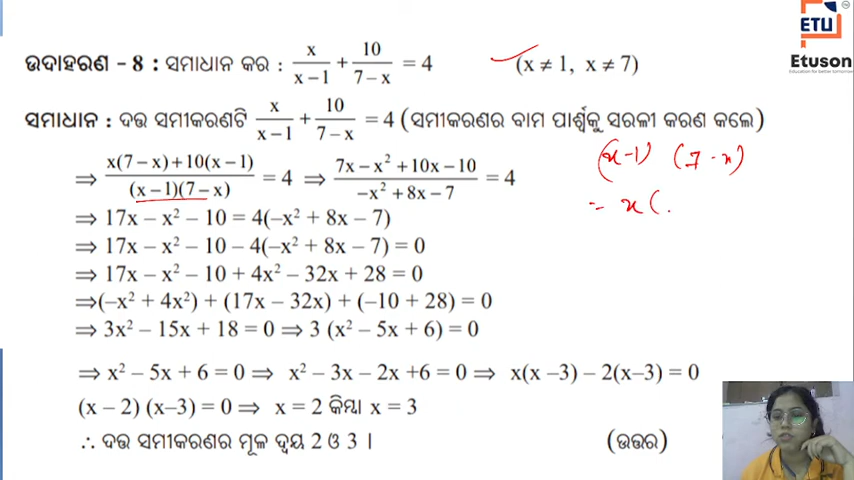 ETU
Etuson
Education for better tomorrow
ଉଦାହରଣ - 8 : ସମାଧାନ କର : x/(x−1) + 10/(7−x) = 4 (x ≠ 1, x ≠ 7)
ସମାଧାନ : ଦତ୍ତ ସମୀକରଣଟି x/(x−1) + 10/(7−x) = 4 (ସମୀକରଣର ବାମ ପାର୍ଶ୍ଵକୁ ସରଳୀ କରଣ କଲେ)
(x-1) (7-x)
⇒ (x(7−x)+10(x−1))/((x−1)(7−x)) = 4 ⇒ (7x−x²+10x−10)/(−x²+8x−7) = 4
= x (.
⇒ 17x − x² − 10 = 4(−x² + 8x − 7)
⇒ 17x − x² − 10 − 4(−x² + 8x − 7) = 0
⇒ 17x − x² − 10 + 4x² − 32x + 28 = 0
⇒(−x² + 4x²) + (17x − 32x) + (−10 + 28) = 0
⇒ 3x² − 15x + 18 = 0 ⇒ 3 (x² − 5x + 6) = 0
⇒ x² − 5x + 6 = 0 ⇒ x² − 3x − 2x +6 = 0 ⇒ x(x −3) − 2(x−3) = 0
(x − 2) (x−3) = 0 ⇒ x = 2 କିମ୍ବା x = 3
∴ ଦତ୍ତ ସମୀକରଣର ମୂଳ ଦ୍ଵୟ 2 ଓ 3 । (ଉତ୍ତର)